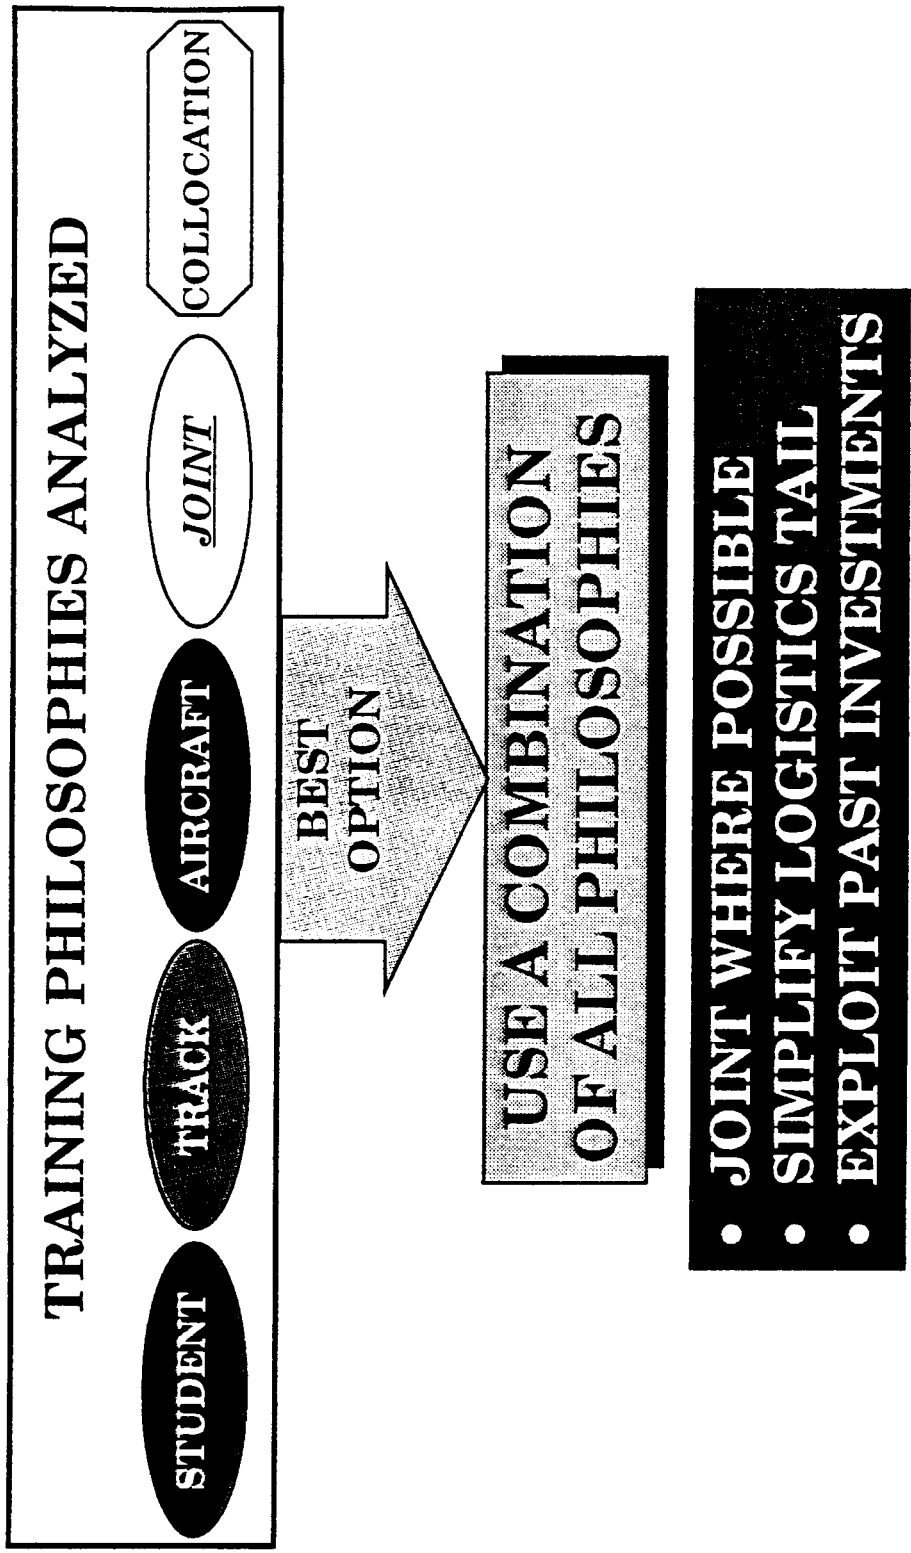 TRAINING PHILOSOPHIES ANALYZED
STUDENT
TRACK
AIRCRAFT
JOINT
COLLOCATION
BEST
OPTION
USE A COMBINATION
OF ALL PHILOSOPHIES
• JOINT WHERE POSSIBLE
• SIMPLIFY LOGISTICS TAIL
• EXPLOIT PAST INVESTMENTS